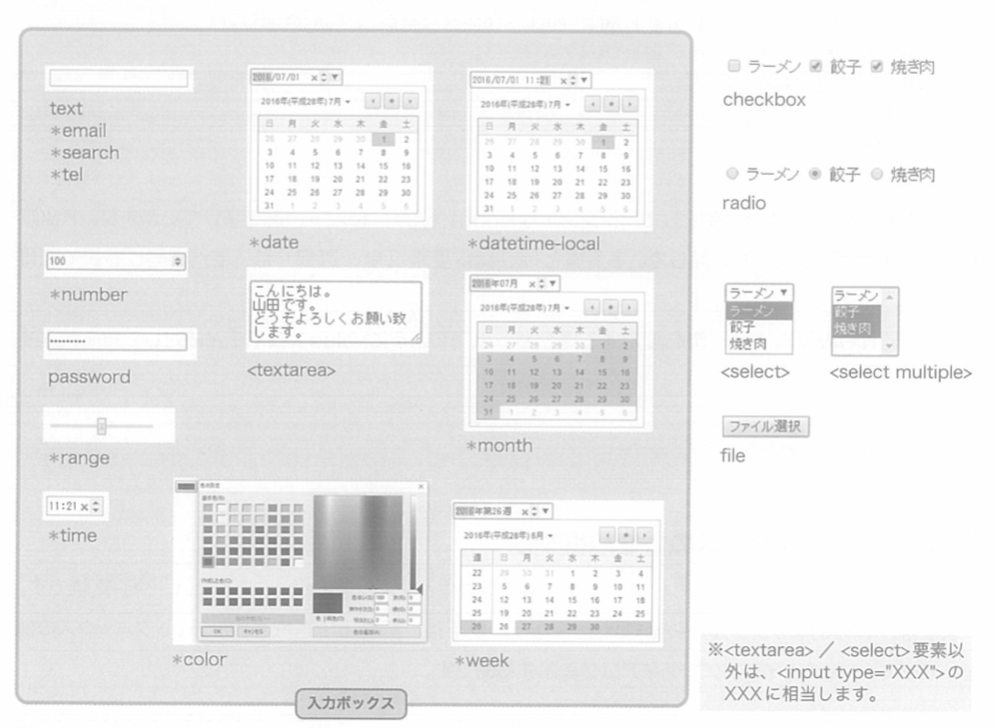 text
*email
*search
*tel
100
*number
•••••••••
password
*range
11:21 × 
*time
2016/07/01 × ▼
2016年(平成28年) 7月 ▼
日 月 火 水 木 金 土
26 27 28 29 30 1 2
3 4 5 6 7 8 9
10 11 12 13 14 15 16
17 18 19 20 21 22 23
24 25 26 27 28 29 30
31 1 2 3 4 5 6
*date
こんにちは。
山田です。
どうぞよろしくお願い致
します。
<textarea>
2016/07/01 11:21 × ▼
2016年(平成28年) 7月 ▼
日 月 火 水 木 金 土
26 27 28 29 30 1 2
3 4 5 6 7 8 9
10 11 12 13 14 15 16
17 18 19 20 21 22 23
24 25 26 27 28 29 30
31 1 2 3 4 5 6
*datetime-local
2016年07月 × ▼
2016年(平成28年) 7月 ▼
日 月 火 水 木 金 土
26 27 28 29 30 1 2
3 4 5 6 7 8 9
10 11 12 13 14 15 16
17 18 19 20 21 22 23
24 25 26 27 28 29 30
31 1 2 3 4 5 6
*month
色の設定 ×
基本色(B):
作成した色(C):
OK キャンセル
*color
2016年第26週 × ▼
2016年(平成28年) 6月 ▼
週 日 月 火 水 木 金 土
22 29 30 31 1 2 3 4
23 5 6 7 8 9 10 11
24 12 13 14 15 16 17 18
25 19 20 21 22 23 24 25
26 26 27 28 29 30
*week
入力ボックス
ラーメン 餃子 焼き肉
checkbox
ラーメン 餃子 焼き肉
radio
ラーメン ▼
ラーメン
餃子
焼き肉
<select>
ラーメン
餃子
焼き肉
<select multiple>
ファイル選択
file
※<textarea> ／ <select>要素以
外は、<input type="XXX">の
XXXに相当します。